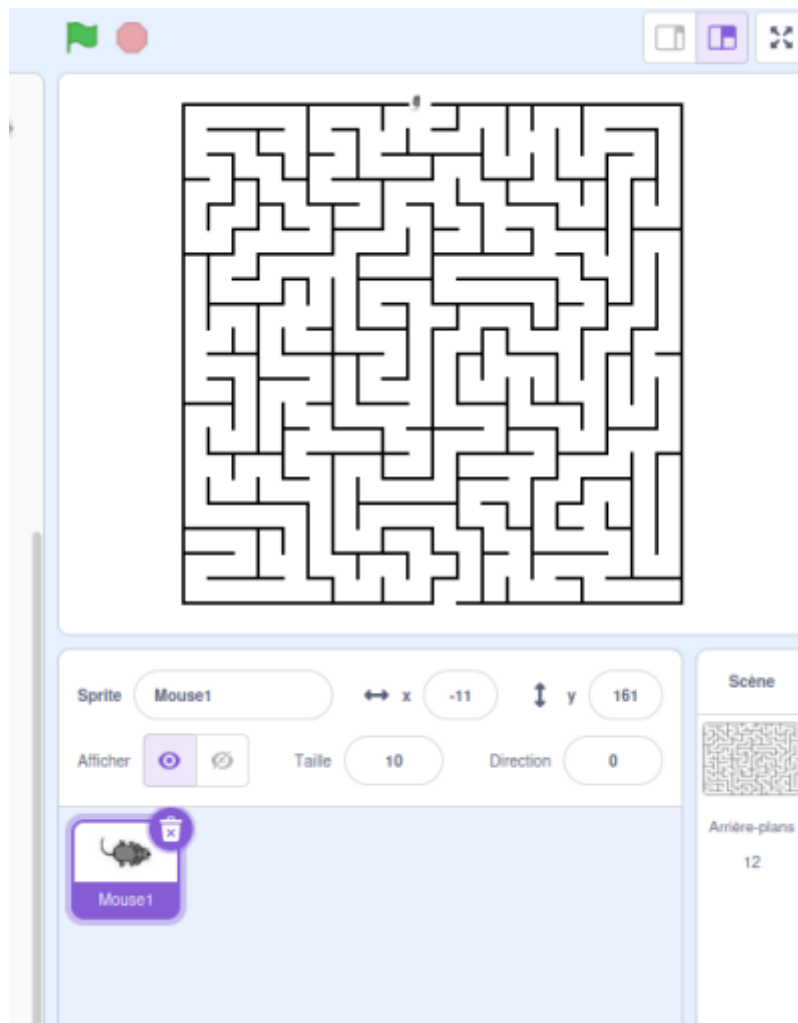 Sprite Mouse1 x -11 y 161
Scène
Afficher Taille 10 Direction 0
Arrière-plans
12
Mouse1